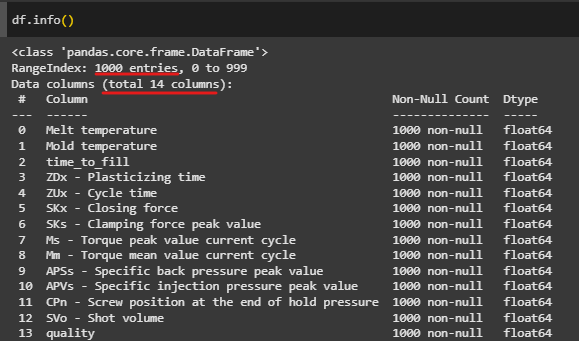 df.info()
<class 'pandas.core.frame.DataFrame'>
RangeIndex: 1000 entries, 0 to 999
Data columns (total 14 columns):
 #   Column                                        Non-Null Count  Dtype
---  ------                                        --------------  -----
 0   Melt temperature                              1000 non-null   float64
 1   Mold temperature                              1000 non-null   float64
 2   time_to_fill                                  1000 non-null   float64
 3   ZDx - Plasticizing time                       1000 non-null   float64
 4   ZUx - Cycle time                              1000 non-null   float64
 5   SKx - Closing force                           1000 non-null   float64
 6   SKs - Clamping force peak value               1000 non-null   float64
 7   Ms - Torque peak value current cycle          1000 non-null   float64
 8   Mm - Torque mean value current cycle          1000 non-null   float64
 9   APSs - Specific back pressure peak value      1000 non-null   float64
 10  APVs - Specific injection pressure peak value 1000 non-null   float64
 11  CPn - Screw position at the end of hold pressure  1000 non-null   float64
 12  SVo - Shot volume                             1000 non-null   float64
 13  quality                                       1000 non-null   float64